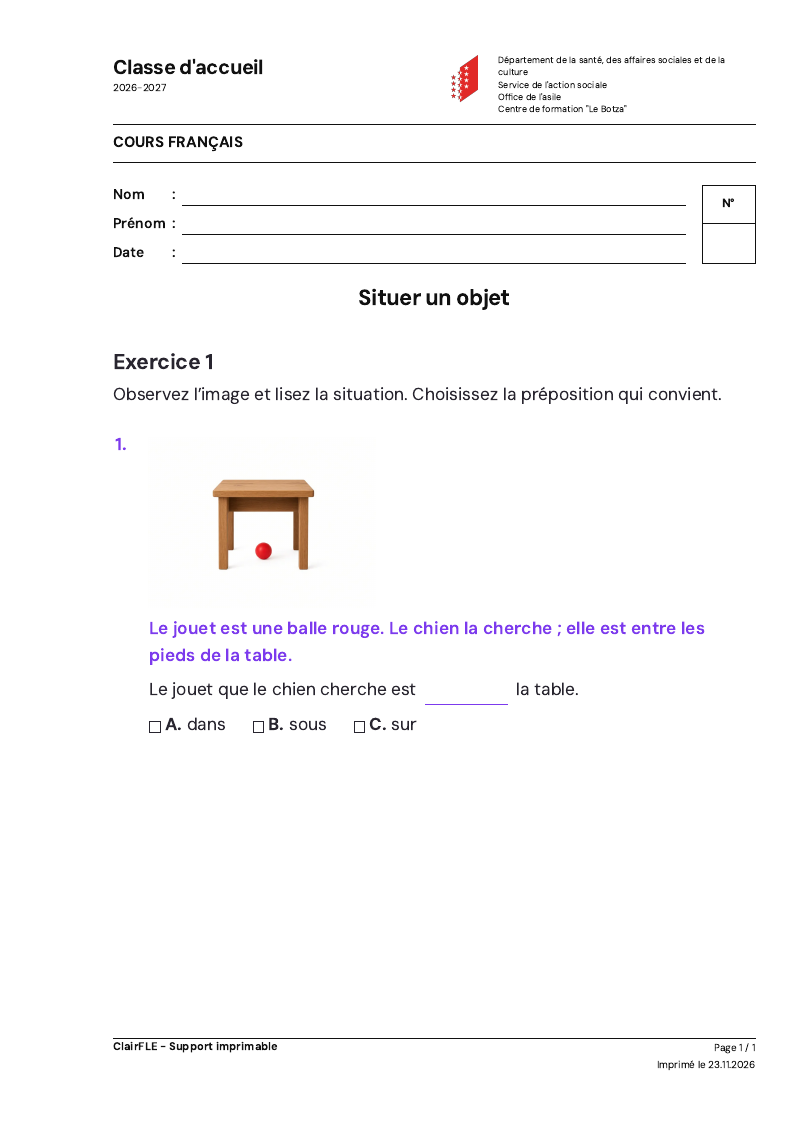 Classe d'accueil
2026-2027
Département de la santé, des affaires sociales et de la
culture
Service de l'action sociale
Office de l'asile
Centre de formation "Le Botza"
COURS FRANÇAIS
Nom :
Prénom :
Date :
N°
Situer un objet
Exercice 1
Observez l’image et lisez la situation. Choisissez la préposition qui convient.
1.
Le jouet est une balle rouge. Le chien la cherche ; elle est entre les
pieds de la table.
Le jouet que le chien cherche est ________ la table.
A. dans B. sous C. sur
ClairFLE - Support imprimable
Page 1 / 1
Imprimé le 23.11.2026